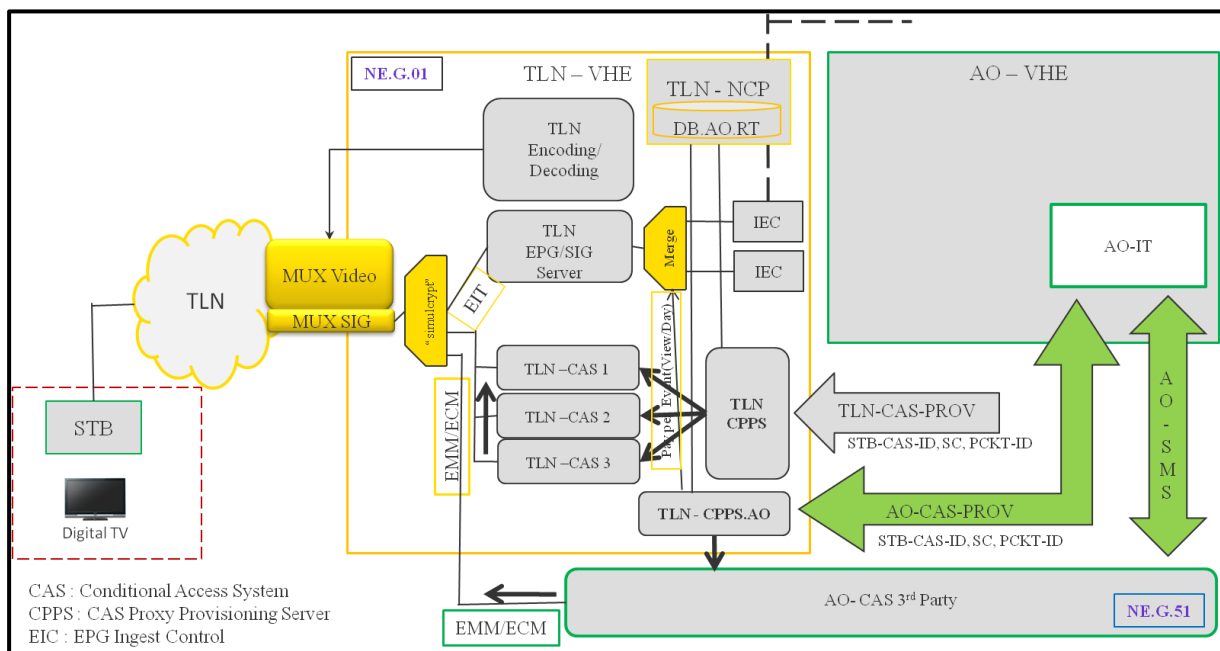 NE.G.01
TLN – VHE
TLN - NCP
DB.AO.RT
AO – VHE
TLN
Encoding/
Decoding
TLN
EPG/SIG
Server
Merge
IEC
IEC
AO-IT
MUX Video
TLN
MUX SIG
“simulcrypt”
EIT
Payper Event(View/Day)
TLN –CAS 1
TLN –CAS 2
TLN –CAS 3
EMM/ECM
TLN
CPPS
TLN-CAS-PROV
STB-CAS-ID, SC, PCKT-ID
AO-SMS
STB
Digital TV
TLN- CPPS.AO
AO-CAS-PROV
STB-CAS-ID, SC, PCKT-ID
CAS : Conditional Access System
CPPS : CAS Proxy Provisioning Server
EIC : EPG Ingest Control
EMM/ECM
AO- CAS 3rd Party
NE.G.51